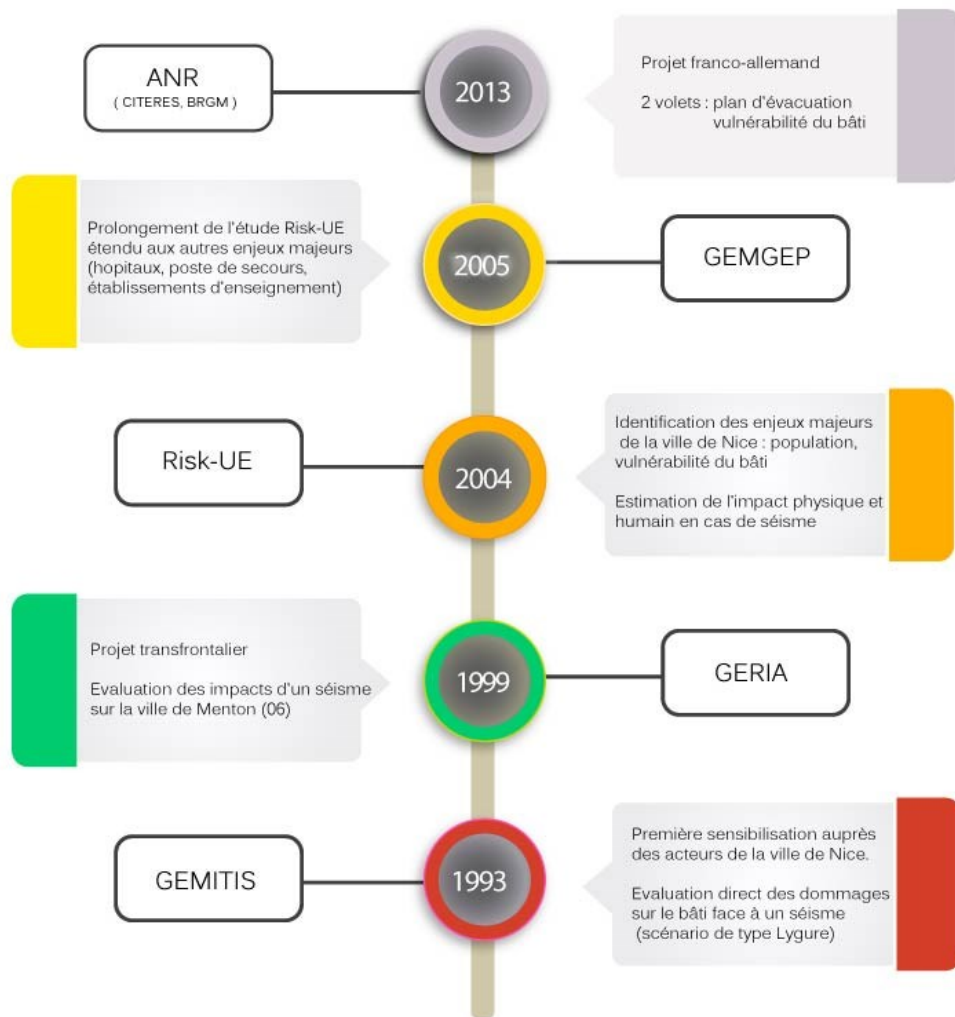 ANR
( CITERES, BRGM )
2013
Projet franco-allemand
2 volets : plan d'évacuation
vulnérabilité du bâti
Prolongement de l'étude Risk-UE
étendu aux autres enjeux majeurs
(hopitaux, poste de secours,
établissements d'enseignement)
2005
GEMGEP
Risk-UE
2004
Identification des enjeux majeurs
de la ville de Nice : population,
vulnérabilité du bâti
Estimation de l'impact physique et
humain en cas de séisme
Projet transfrontalier
Evaluation des impacts d'un séisme
sur la ville de Menton (06)
1999
GERIA
GEMITIS
1993
Première sensibilisation auprès
des acteurs de la ville de Nice.
Evaluation direct des dommages
sur le bâti face à un séisme
(scénario de type Lygure)